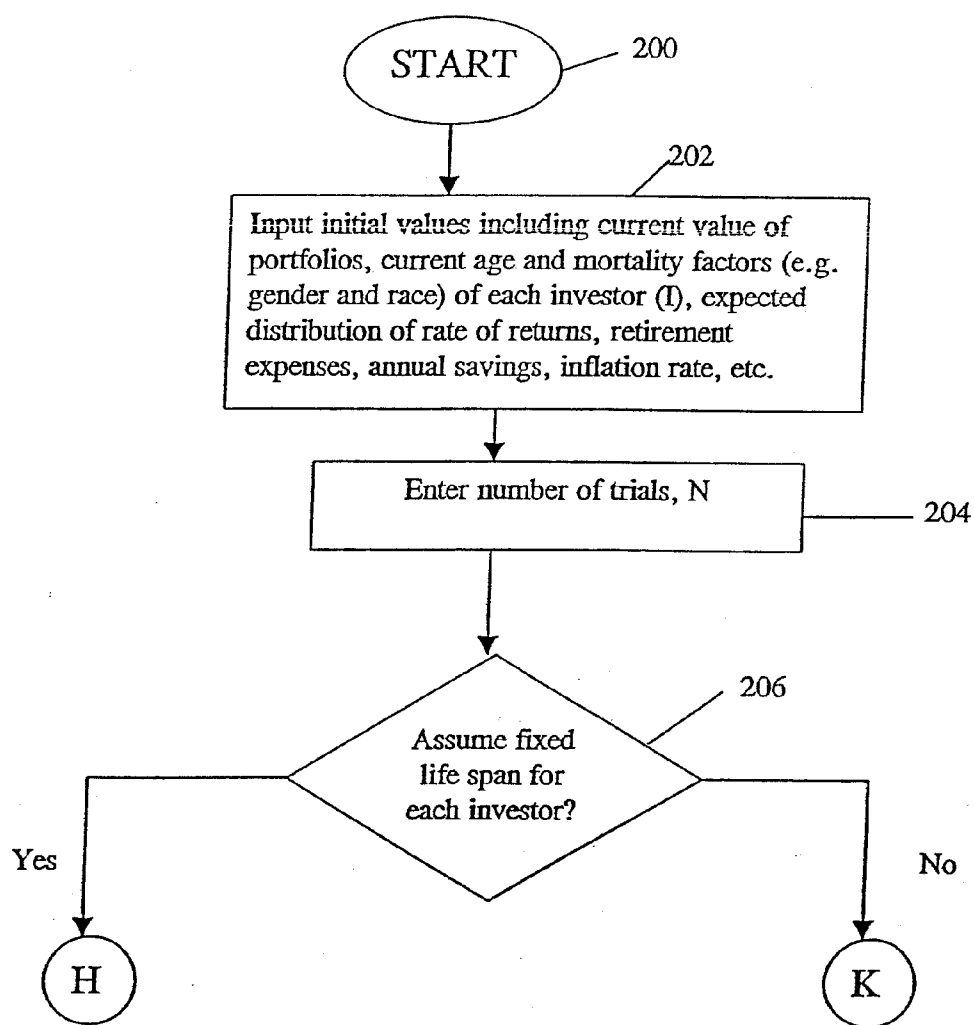 START
200
202
Input initial values including current value of
portfolios, current age and mortality factors (e.g.
gender and race) of each investor (I), expected
distribution of rate of returns, retirement
expenses, annual savings, inflation rate, etc.
Enter number of trials, N
204
206
Assume fixed
life span for
each investor?
Yes
No
H
K